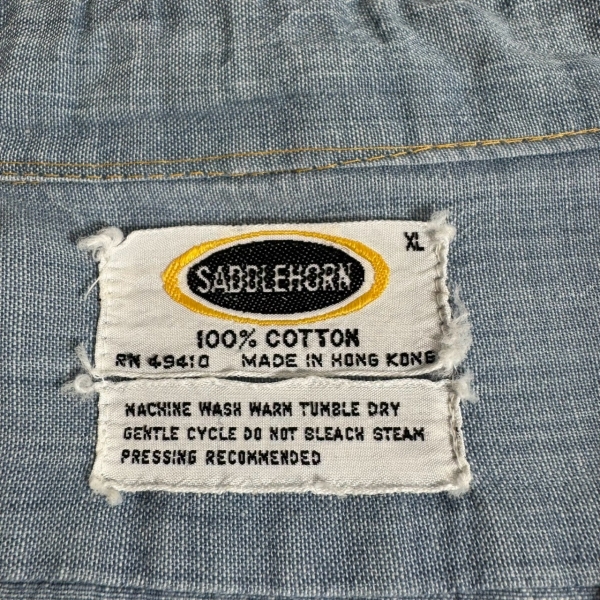 XL
SADDLEHORN
100% COTTON
RN 49410 MADE IN HONG KONG
MACHINE WASH WARM TUMBLE DRY
GENTLE CYCLE DO NOT BLEACH STEAM
PRESSING RECOMMENDED